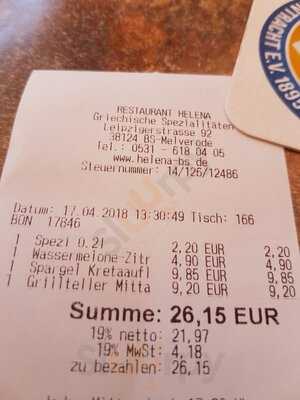 NTRACHT E.V. 189
RESTAURANT HELENA
Griechische Spezialitäten
Leipzigerstrasse 92
38124 BS-Melverode
Tel.: 0531 - 618 04 05
www.helena-bs.de
Steuernummer: 14/126/12486
Datum: 17.04.2018 13:30:49 Tisch: 166
BON 17846
1 Spezi 0.2l 2,20 EUR 2,20
1 Wassermelone-Zitr 4,90 EUR 4,90
1 Spargel Kretaaufl 9,85 EUR 9,85
1 Grillteller Mitta 9,20 EUR 9,20
Summe: 26,15 EUR
19% netto: 21,97
19% MwSt: 4,18
zu bezahlen: 26,15